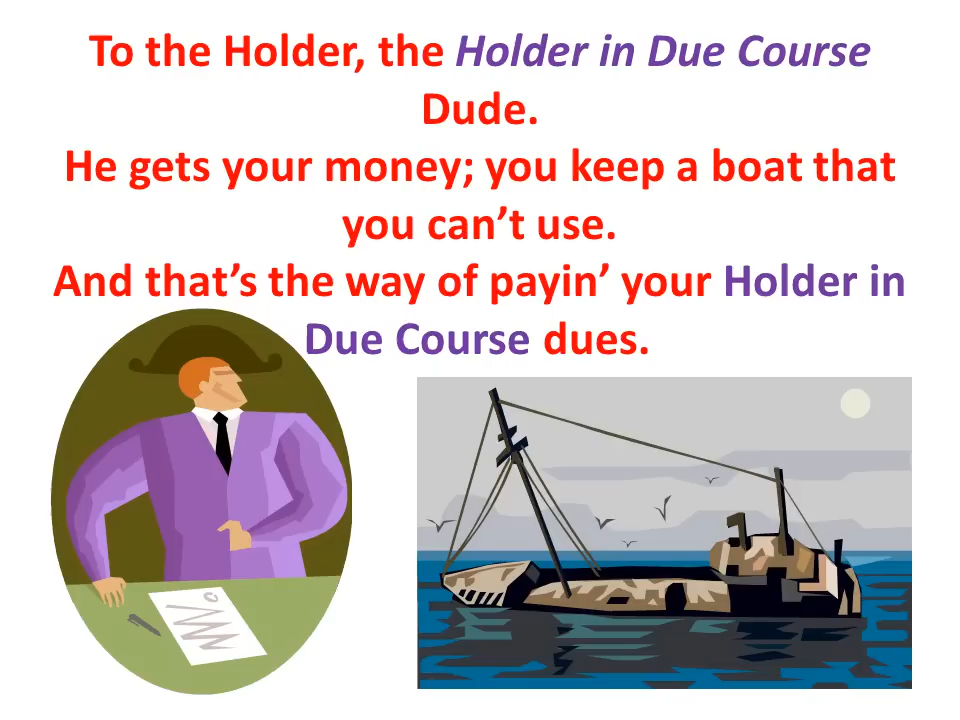 To the Holder, the Holder in Due Course
Dude.
He gets your money; you keep a boat that
you can’t use.
And that’s the way of payin’ your Holder in
Due Course dues.